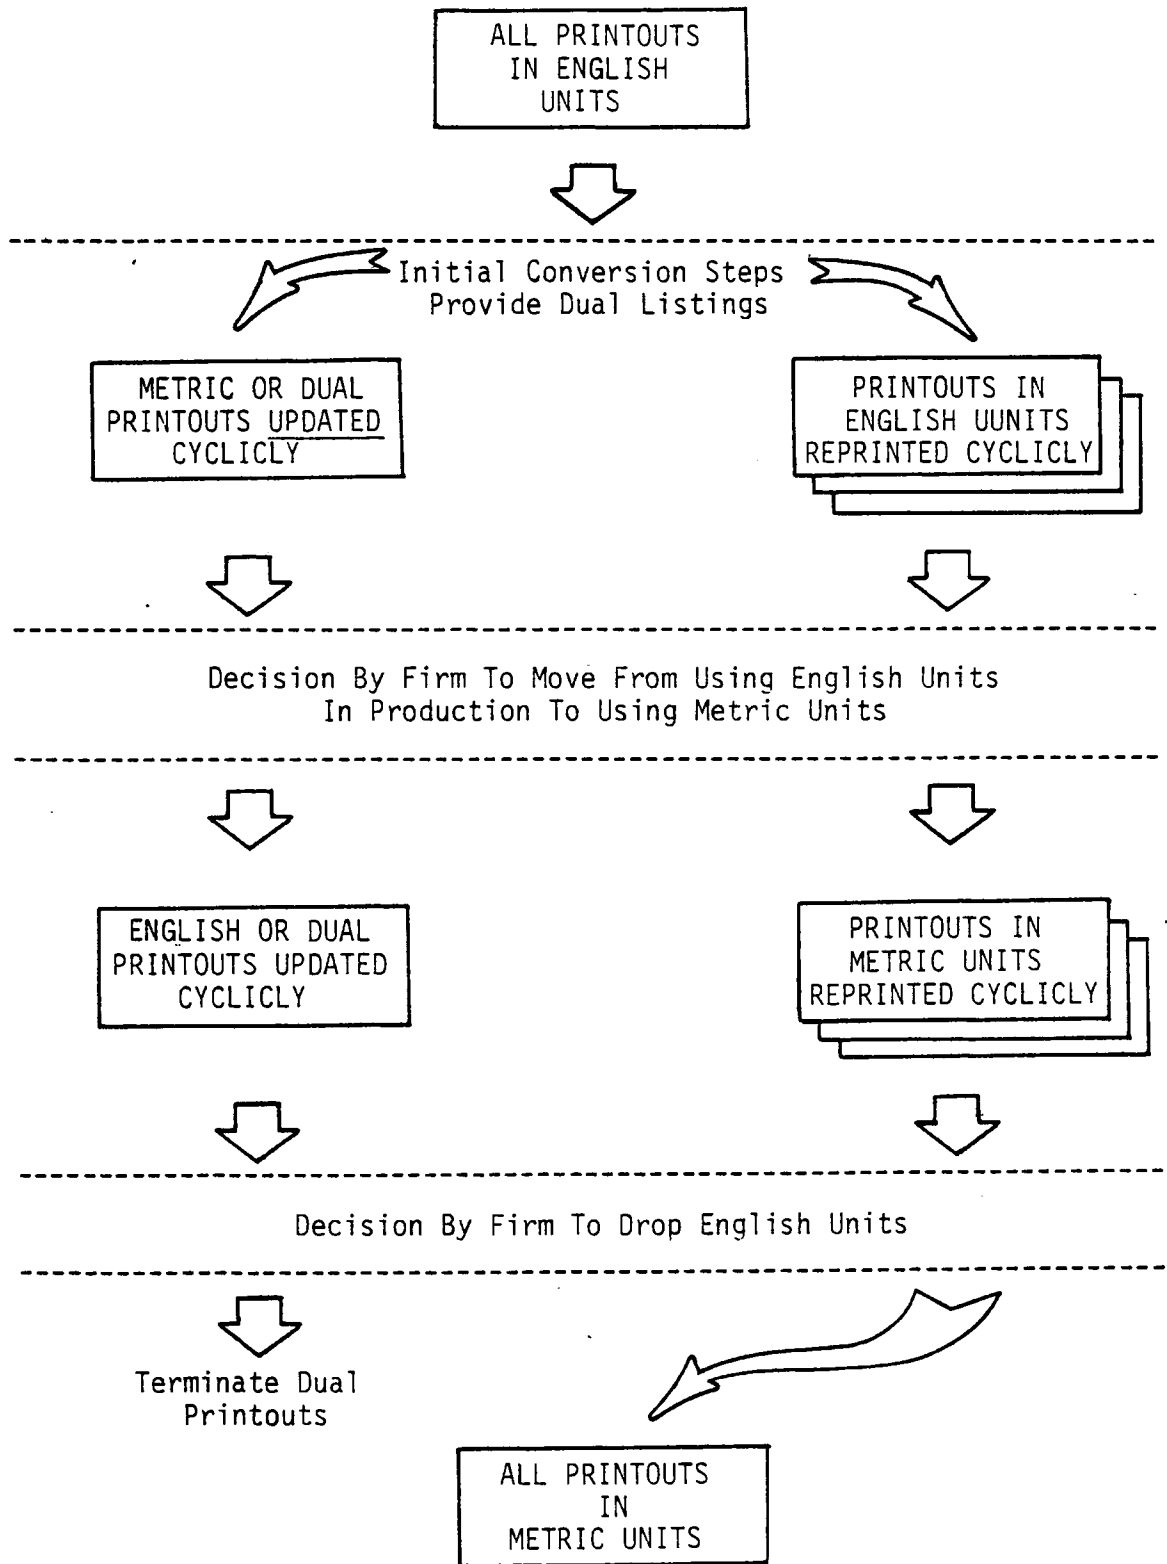 ALL PRINTOUTS
IN ENGLISH
UNITS
Initial Conversion Steps
Provide Dual Listings
METRIC OR DUAL
PRINTOUTS UPDATED
CYCLICLY
PRINTOUTS IN
ENGLISH UUNITS
REPRINTED CYCLICLY
Decision By Firm To Move From Using English Units
In Production To Using Metric Units
ENGLISH OR DUAL
PRINTOUTS UPDATED
CYCLICLY
PRINTOUTS IN
METRIC UNITS
REPRINTED CYCLICLY
Decision By Firm To Drop English Units
Terminate Dual
Printouts
ALL PRINTOUTS
IN
METRIC UNITS